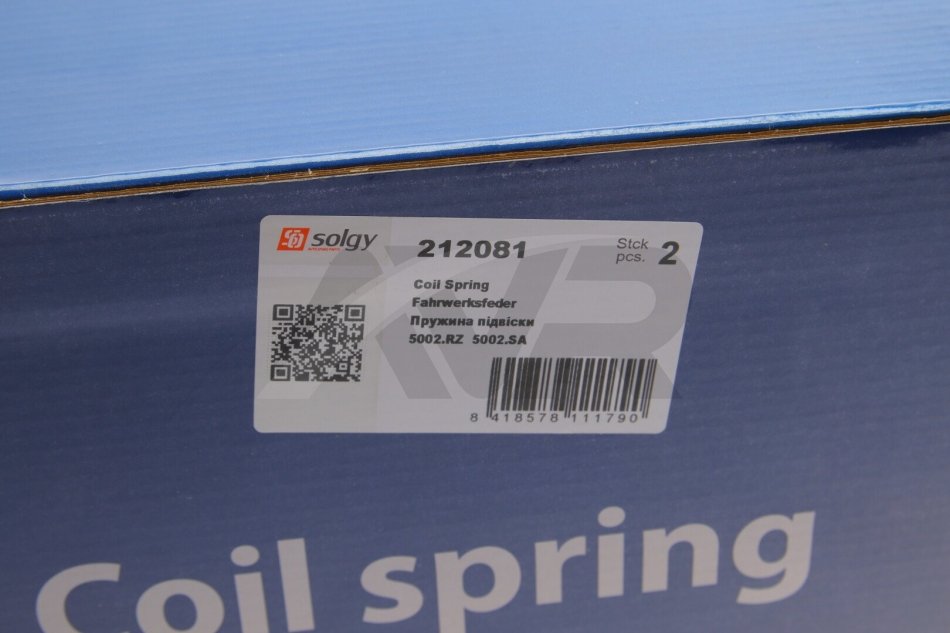 solgy
212081
Stck
pcs. 2
Coil Spring
Fahrwerksfeder
Пружина підвіски
5002.RZ 5002.SA
8 418578 111790
Coil spring